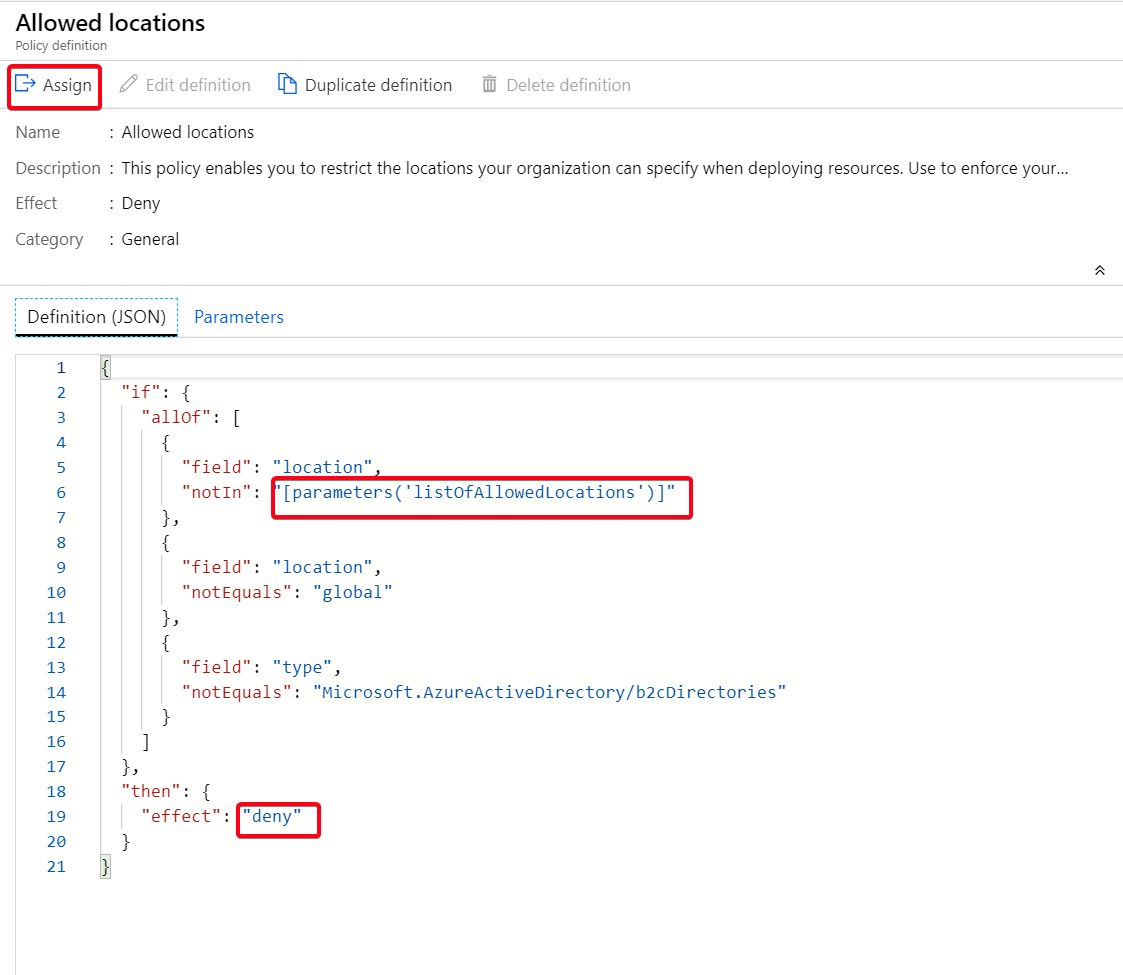 Allowed locations
Policy definition
Assign Edit definition Duplicate definition Delete definition
Name : Allowed locations
Description : This policy enables you to restrict the locations your organization can specify when deploying resources. Use to enforce your...
Effect : Deny
Category : General
Definition (JSON) Parameters
1 {
2 "if": {
3 "allOf": [
4 {
5 "field": "location",
6 "notIn": "[parameters('listOfAllowedLocations')]"
7 },
8 {
9 "field": "location",
10 "notEquals": "global"
11 },
12 {
13 "field": "type",
14 "notEquals": "Microsoft.AzureActiveDirectory/b2cDirectories"
15 }
16 ]
17 },
18 "then": {
19 "effect": "deny"
20 }
21 }